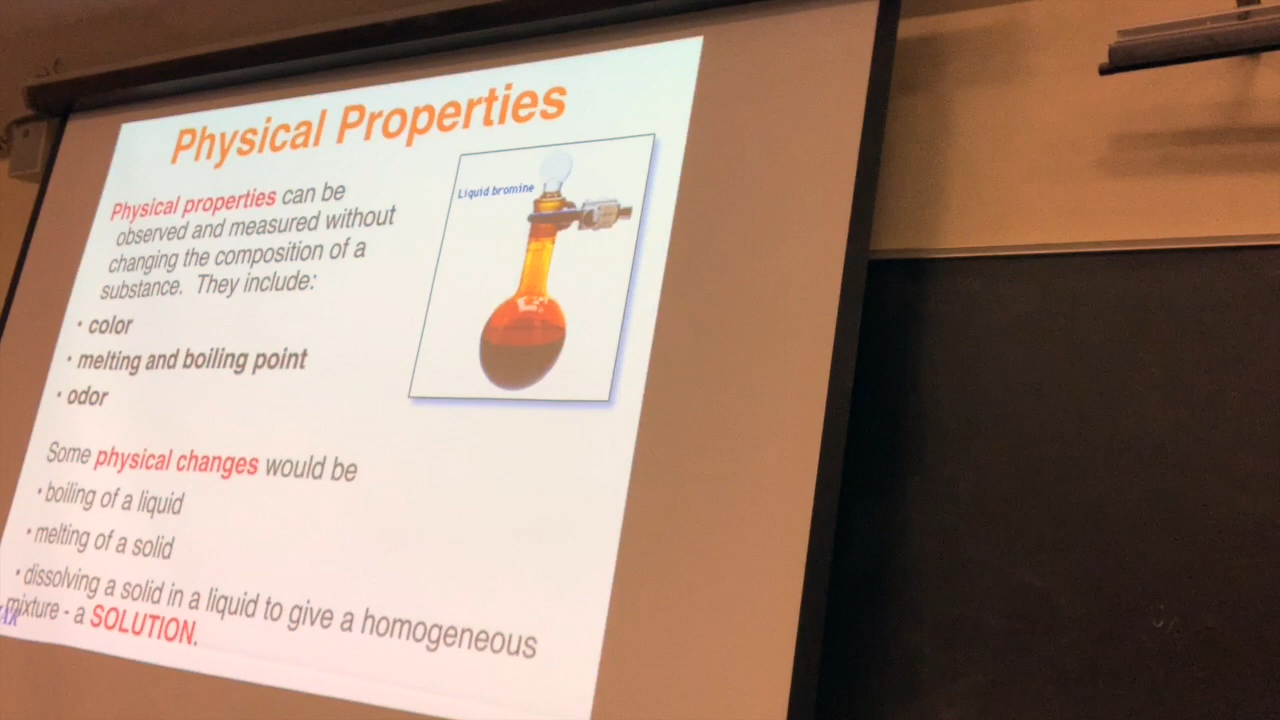 Physical Properties
Physical properties can be
observed and measured without
changing the composition of a
substance. They include:
• color
• melting and boiling point
• odor
Liquid bromine
Some physical changes would be
• boiling of a liquid
• melting of a solid
• dissolving a solid in a liquid to give a homogeneous
mixture - a SOLUTION.